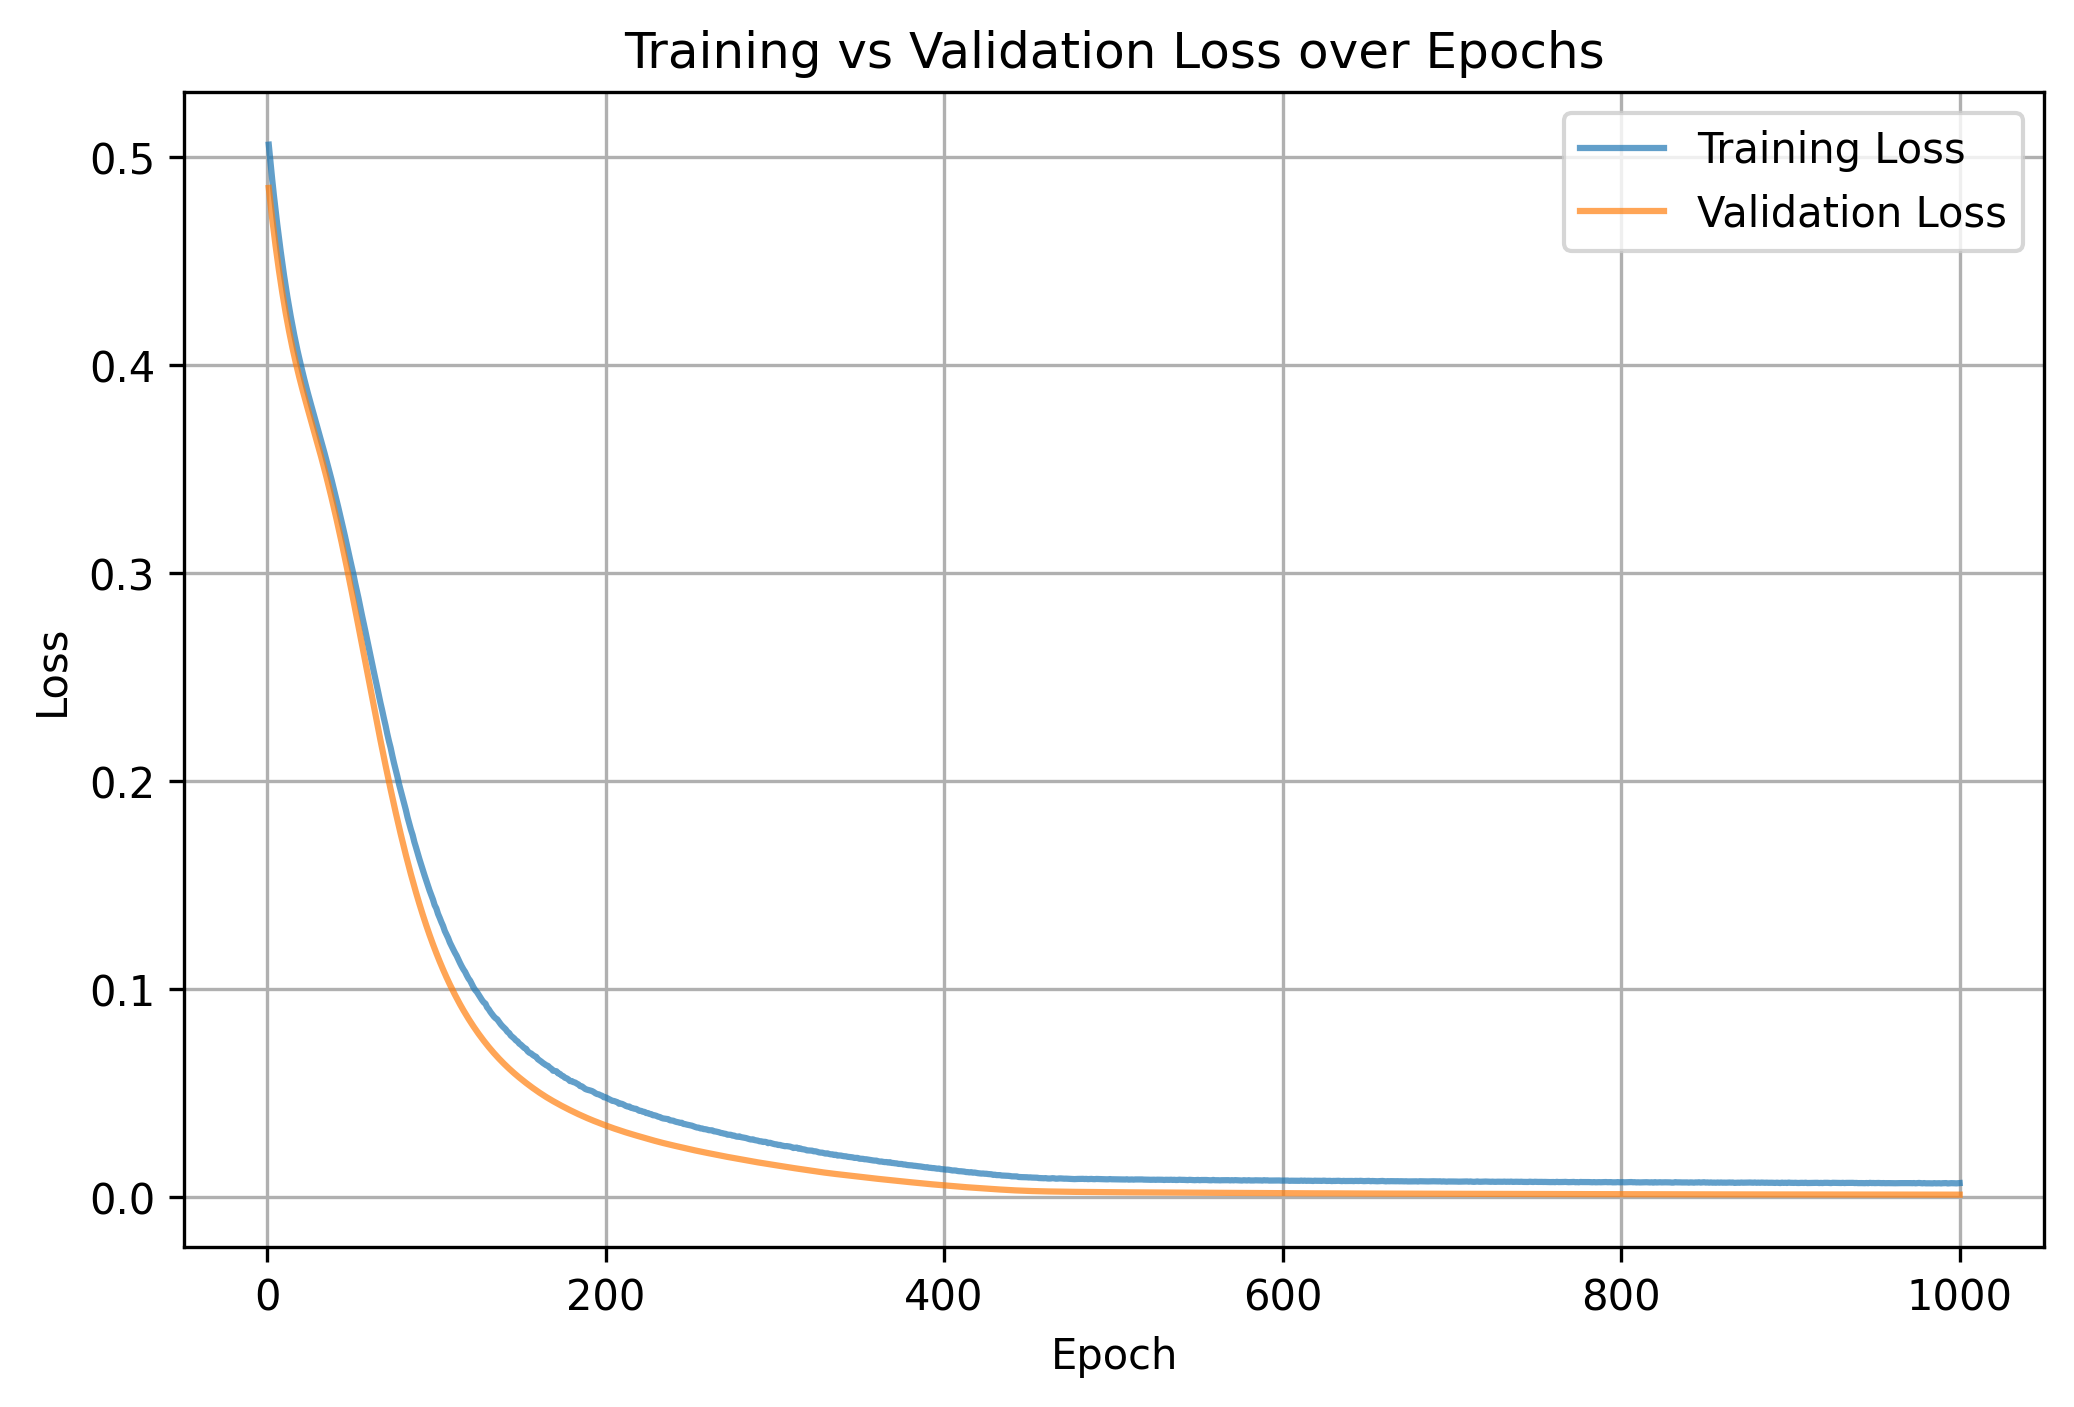 Training vs Validation Loss over Epochs
Training Loss
Validation Loss
0.5
0.4
0.3
0.2
0.1
0.0
Loss
0 200 400 600 800 1000
Epoch